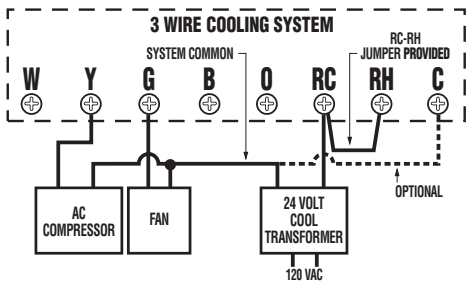 3 WIRE COOLING SYSTEM
SYSTEM COMMON
RC-RH
JUMPER PROVIDED
W Y G B O RC RH C
OPTIONAL
AC
COMPRESSOR
FAN
24 VOLT
COOL
TRANSFORMER
120 VAC